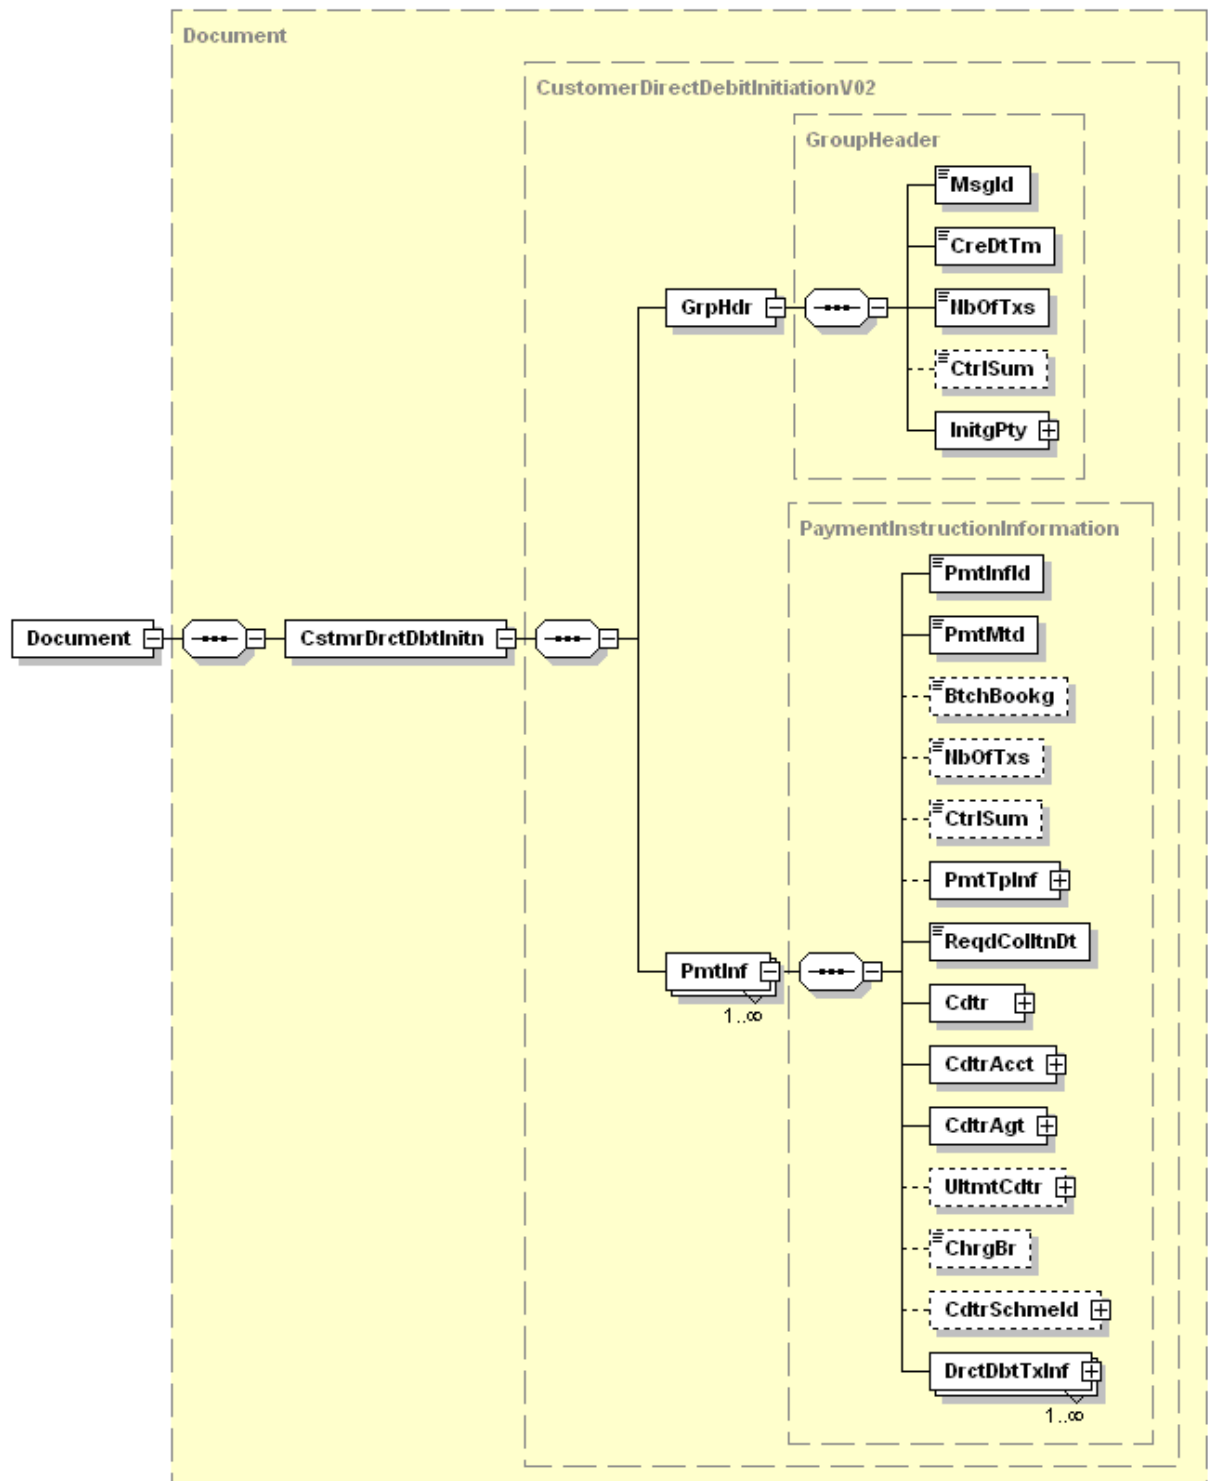 Document
CustomerDirectDebitInitiationV02
GroupHeader
MsgId
CreDtTm
GrpHdr
NbOfTxs
CtrlSum
InitgPty
PaymentInstructionInformation
PmtInfId
Document
CstmrDrctDbtInitn
PmtMtd
BtchBookg
NbOfTxs
CtrlSum
PmtTpInf
ReqdColltnDt
PmtInf
1..∞
Cdtr
CdtrAcct
CdtrAgt
UltmtCdtr
ChrgBr
CdtrSchmeId
DrctDbtTxInf
1..∞